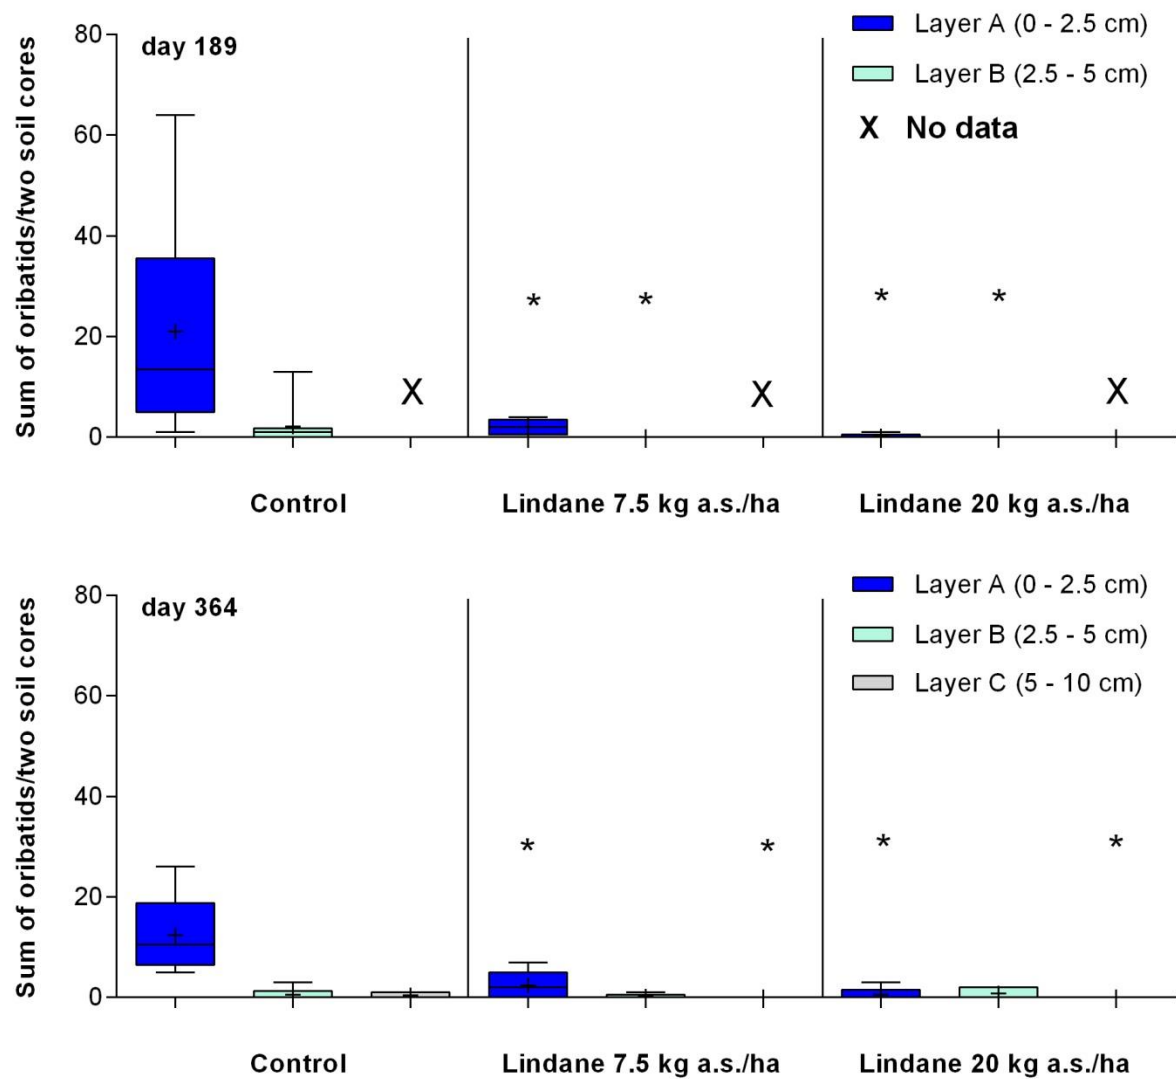 Sum of oribatids/two soil cores
80
60
40
20
0
day 189
Layer A (0 - 2.5 cm)
Layer B (2.5 - 5 cm)
X No data
*
*
*
*
X
X
X
Control
Lindane 7.5 kg a.s./ha
Lindane 20 kg a.s./ha
Sum of oribatids/two soil cores
80
60
40
20
0
day 364
Layer A (0 - 2.5 cm)
Layer B (2.5 - 5 cm)
Layer C (5 - 10 cm)
*
*
*
*
Control
Lindane 7.5 kg a.s./ha
Lindane 20 kg a.s./ha